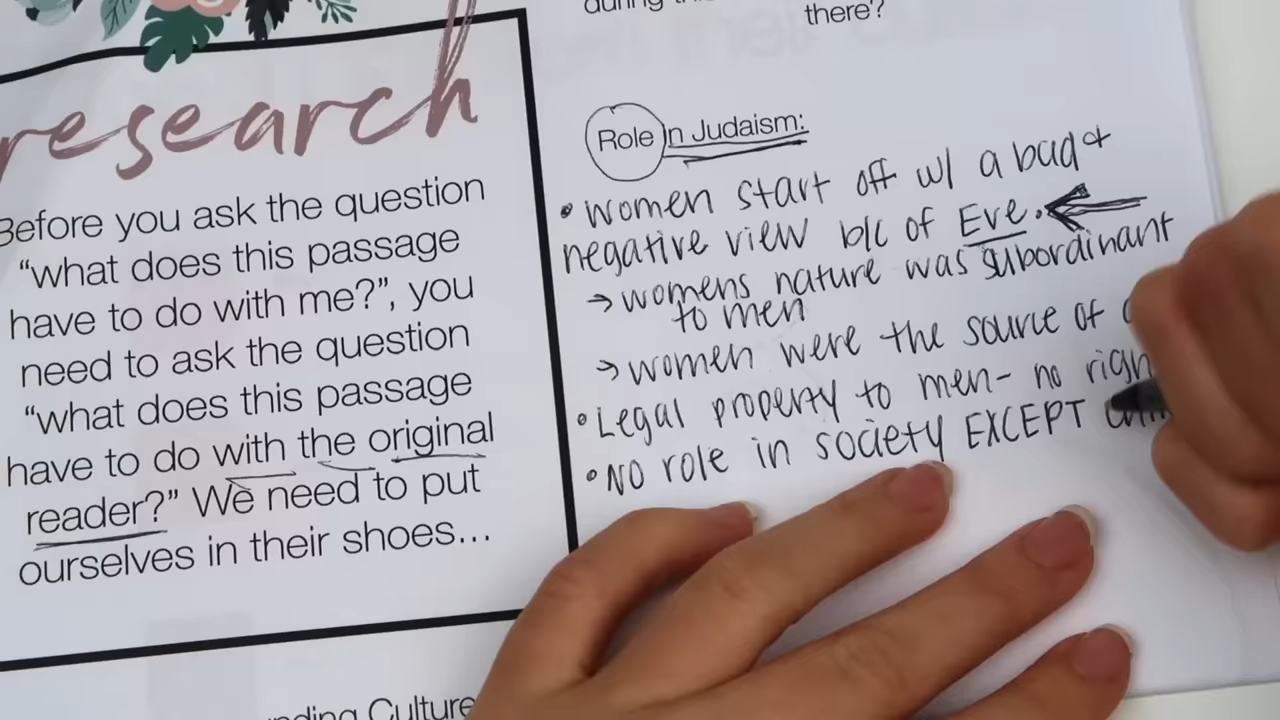 research
Before you ask the question
“what does this passage
have to do with me?”, you
need to ask the question
“what does this passage
have to do with the original
reader?” We need to put
ourselves in their shoes...
Culture
during
there?
Role in Judaism:
• women start off w/ a bad +
negative view b/c of Eve.
→ womens nature was subordinant
to men
→ women were the source of
• Legal property to men- no
• NO role in society EXCEPT